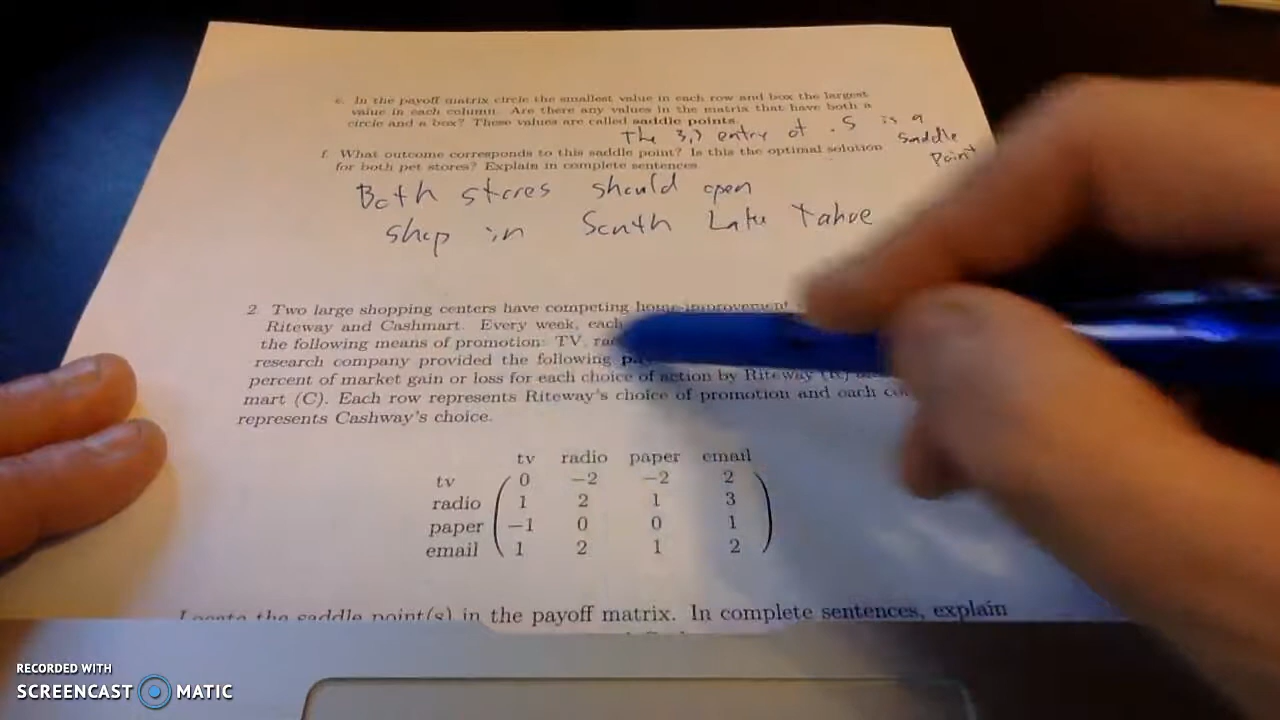 e. In the payoff matrix circle the smallest value in each row and box the largest
value in each column. Are there any values in the matrix that have both a
circle and a box? These values are called saddle points.
The 3,3 entry of .5 is a
saddle
point
f. What outcome corresponds to this saddle point? Is this the optimal solution
for both pet stores? Explain in complete sentences.
Both stores should open
shop in South Lake Tahoe
2. Two large shopping centers have competing home-improvement
Riteway and Cashmart. Every week, each
the following means of promotion: TV,
research company provided the following
percent of market gain or loss for each choice of action by Riteway (R)
mart (C). Each row represents Riteway's choice of promotion and each
represents Cashway's choice.
tv radio paper email
tv 0 −2 −2 2
radio 1 2 1 3
paper −1 0 0 1
email 1 2 1 2
Locate the saddle point(s) in the payoff matrix. In complete sentences, explain
RECORDED WITH
SCREENCAST MATIC